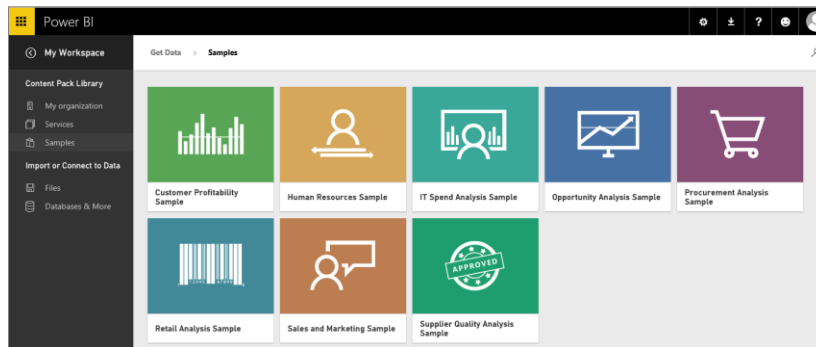 Power BI
?
My Workspace
Get Data > Samples
Content Pack Library
My organization
Services
Samples
Import or Connect to Data
Files
Databases & More
Customer Profitability
Sample
Human Resources Sample
IT Spend Analysis Sample
Opportunity Analysis Sample
Procurement Analysis
Sample
APPROVED
Retail Analysis Sample
Sales and Marketing Sample
Supplier Quality Analysis
Sample